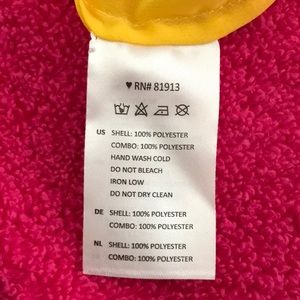 ♥ RN# 81913
US SHELL: 100% POLYESTER
COMBO: 100% POLYESTER
HAND WASH COLD
DO NOT BLEACH
IRON LOW
DO NOT DRY CLEAN
DE SHELL: 100% POLYESTER
COMBO: 100% POLYESTER
NL SHELL: 100% POLYESTER
COMBO: 100% POLYESTER